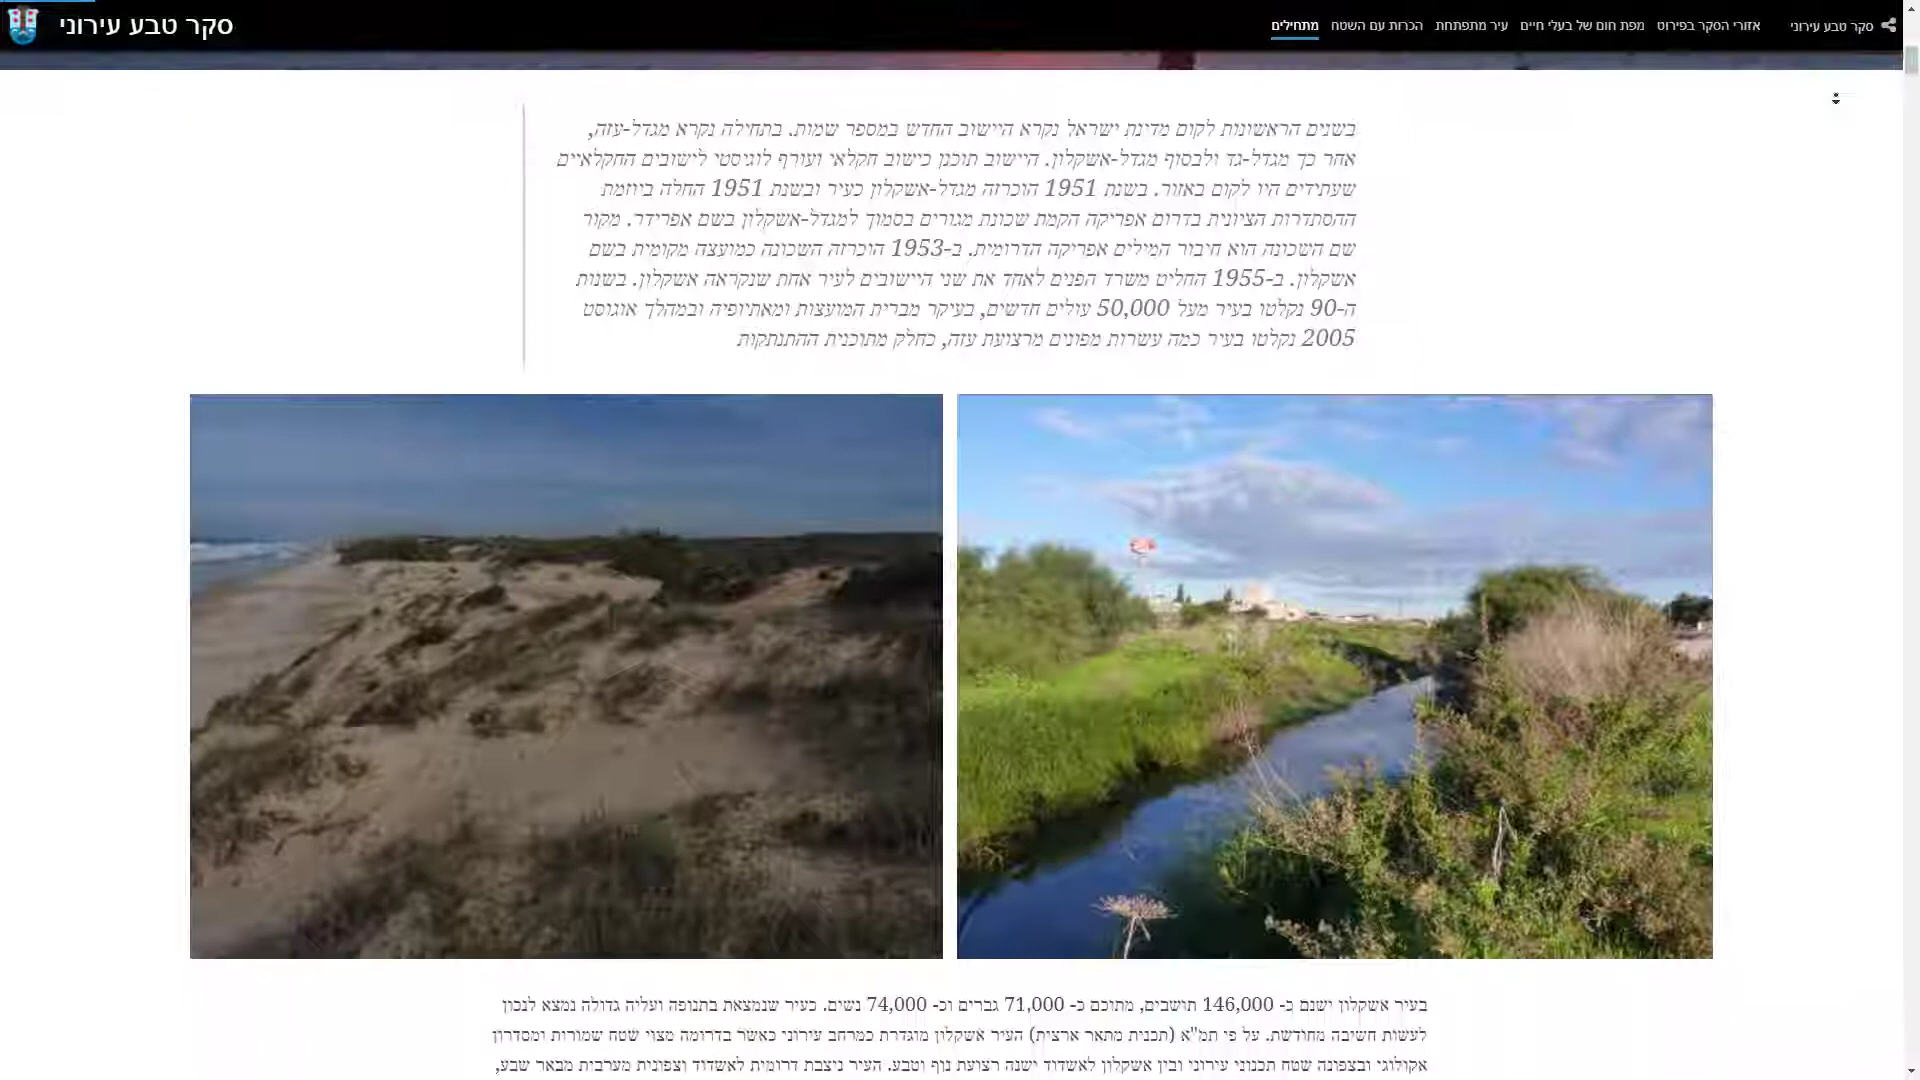 סקר טבע עירוני
מתחילים
הכרות עם השטח
עיר מתפתחת
מפת חום של בעלי חיים
אזורי הסקר בפירוט
סקר טבע עירוני
בשנים הראשונות לקום מדינת ישראל נקרא היישוב החדש במספר שמות. בתחילה נקרא מגדל-עזה,
אחר כך מגדל-גד ולבסוף מגדל-אשקלון. היישוב תוכנן כישוב חקלאי ועורף לוגיסטי לישובים החקלאיים
שעתידים היו לקום באזור. בשנת 1951 הוכרזה מגדל-אשקלון כעיר ובשנת 1951 החלה ביוזמת
ההסתדרות הציונית בדרום אפריקה הקמת שכונת מגורים בסמוך למגדל-אשקלון בשם אפרידר. מקור
שם השכונה הוא חיבור המילים אפריקה הדרומית. ב-1953 הוכרזה השכונה כמועצה מקומית בשם
אשקלון. ב-1955 החליט משרד הפנים לאחד את שני היישובים לעיר אחת שנקראה אשקלון. בשנות
ה-90 נקלטו בעיר מעל 50,000 עולים חדשים, בעיקר מברית המועצות ומאתיופיה ובמהלך אוגוסט
2005 נקלטו בעיר כמה עשרות מפונים מרצועת עזה, כחלק מתוכנית ההתנתקות
בעיר אשקלון ישנם כ- 146,000 תושבים, מתוכם כ- 71,000 גברים וכ- 74,000 נשים. כעיר שנמצאת בתנופה ועליה גדולה נמצא לנכון
לעשות חשיבה מחודשת. על פי תמ"א (תכנית מתאר ארצית) העיר אשקלון מוגדרת כמרחב עירוני כאשר בדרומה מצוי שטח שמורות ומסדרון
אקולוגי ובצפונה שטח תכנוני עירוני ובין אשקלון לאשדוד ישנה רצועת נוף וטבע. העיר ניצבת דרומית לאשדוד וצפונית מערבית מבאר שבע,